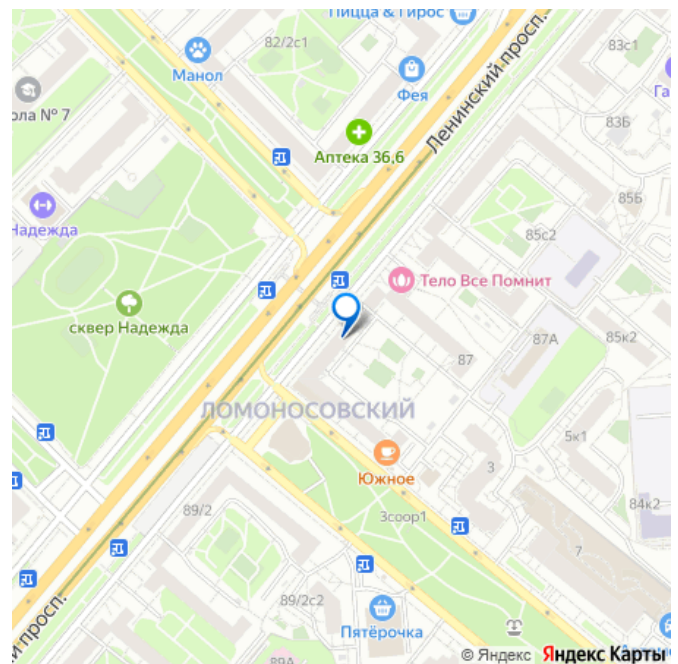 Пицца & Гирос
82/2с1
83с1
Манол
Фея
Ленинский просп.
Га
ола № 7
83Б
Аптека 36,6
85Б
Надежда
85с2
Тело Все Помнит
сквер Надежда
87А
85к2
87
ЛОМОНОСОВСКИЙ
5к1
Южное
3
84к2
89/2
3соор1
7
89/2с2
й просп.
Пятёрочка
89А
© Яндекс Яндекс Карты